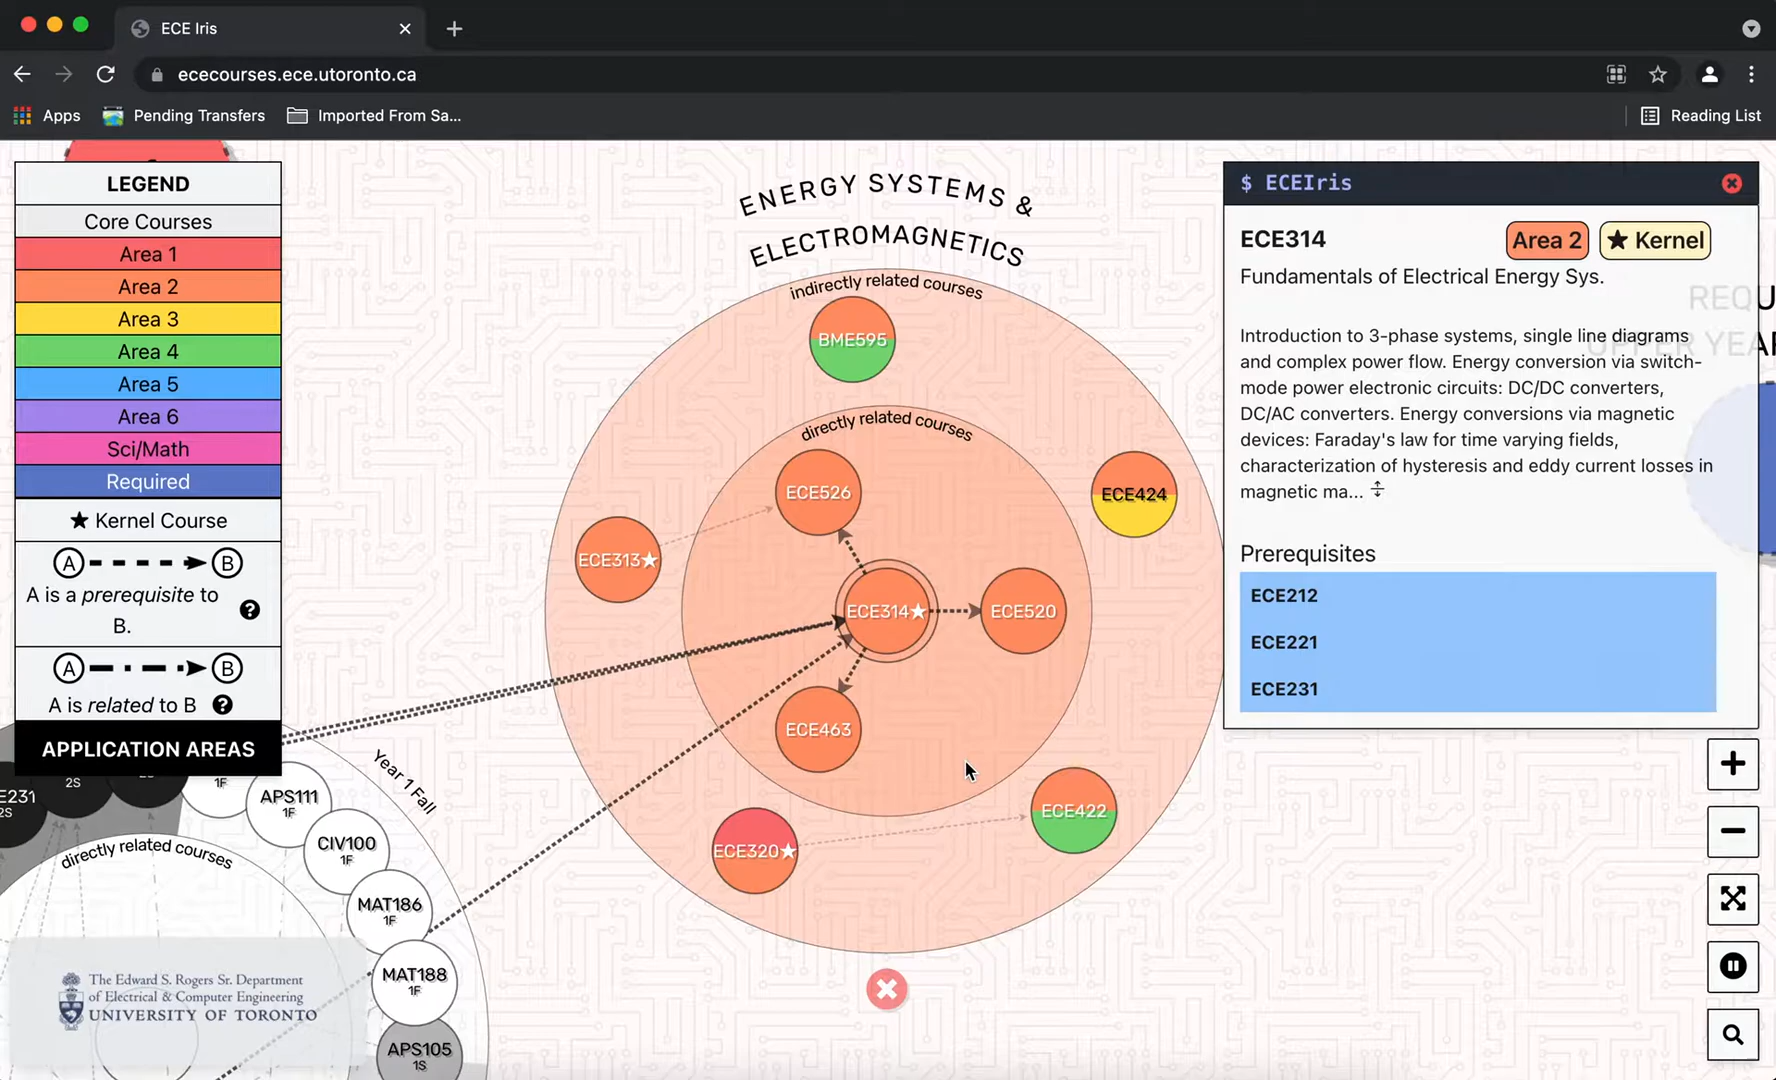 ECE Iris
ececourses.ece.utoronto.ca
Apps
Pending Transfers
Imported From Sa...
Reading List
LEGEND
Core Courses
Area 1
Area 2
Area 3
Area 4
Area 5
Area 6
Sci/Math
Required
★ Kernel Course
A B
A is a prerequisite to
B.
?
A B
A is related to B
?
APPLICATION AREAS
ENERGY SYSTEMS &
ELECTROMAGNETICS
indirectly related courses
BME595
directly related courses
ECE526
ECE424
ECE313★
ECE314★
ECE520
ECE463
ECE422
ECE320★
$ ECEIris
ECE314
Area 2
★ Kernel
Fundamentals of Electrical Energy Sys.
Introduction to 3-phase systems, single line diagrams
and complex power flow. Energy conversion via switch-
mode power electronic circuits: DC/DC converters,
DC/AC converters. Energy conversions via magnetic
devices: Faraday's law for time varying fields,
characterization of hysteresis and eddy current losses in
magnetic ma...
Prerequisites
ECE212
ECE221
ECE231
Year 1 Fall
E231
2S
2S
2S
1F
APS111
1F
CIV100
1F
MAT186
1F
MAT188
1F
APS105
1S
directly related courses
The Edward S. Rogers Sr. Department
of Electrical & Computer Engineering
UNIVERSITY OF TORONTO